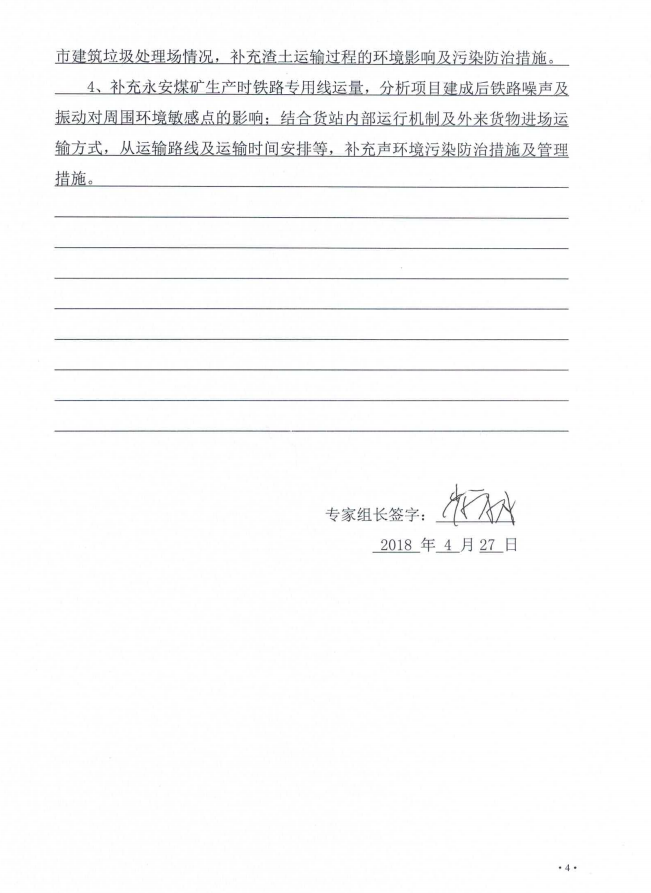 市建筑垃圾处理场情况，补充渣土运输过程的环境影响及污染防治措施。
4、补充永安煤矿生产时铁路专用线运量，分析项目建成后铁路噪声及
振动对周围环境敏感点的影响；结合货站内部运行机制及外来货物进场运
输方式，从运输路线及运输时间安排等，补充声环境污染防治措施及管理
措施。
专家组长签字：
2018 年 4 月 27 日
·4·